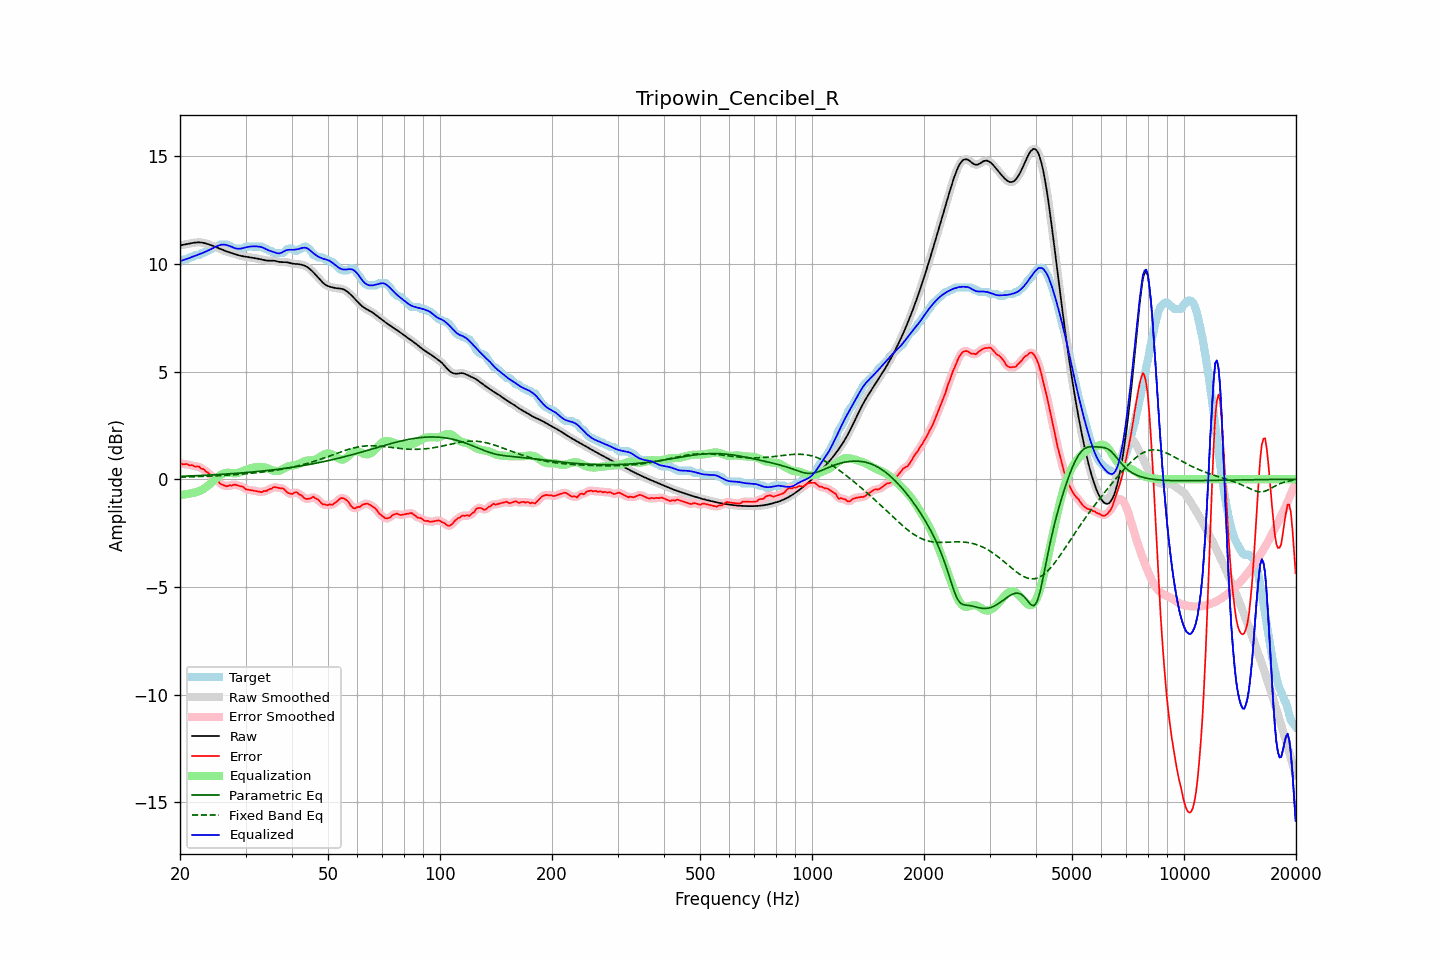 Tripowin_Cencibel_R
Amplitude (dBr)
15
10
5
0
−5
−10
−15
Target
Raw Smoothed
Error Smoothed
Raw
Error
Equalization
Parametric Eq
Fixed Band Eq
Equalized
20
50
100
200
500
1000
2000
5000
10000
20000
Frequency (Hz)